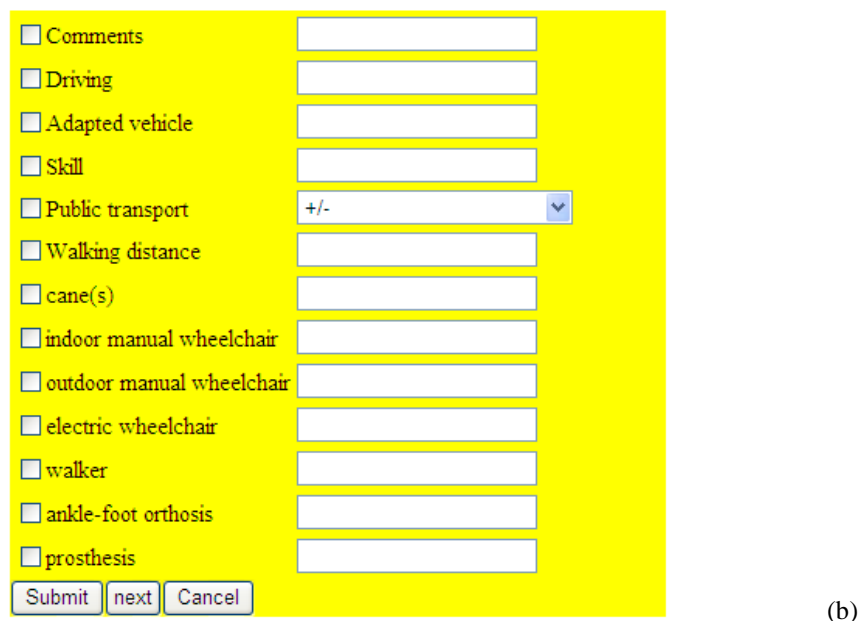 Comments
Driving
Adapted vehicle
Skill
Public transport +/-
Walking distance
cane(s)
indoor manual wheelchair
outdoor manual wheelchair
electric wheelchair
walker
ankle-foot orthosis
prosthesis
Submit next Cancel
(b)